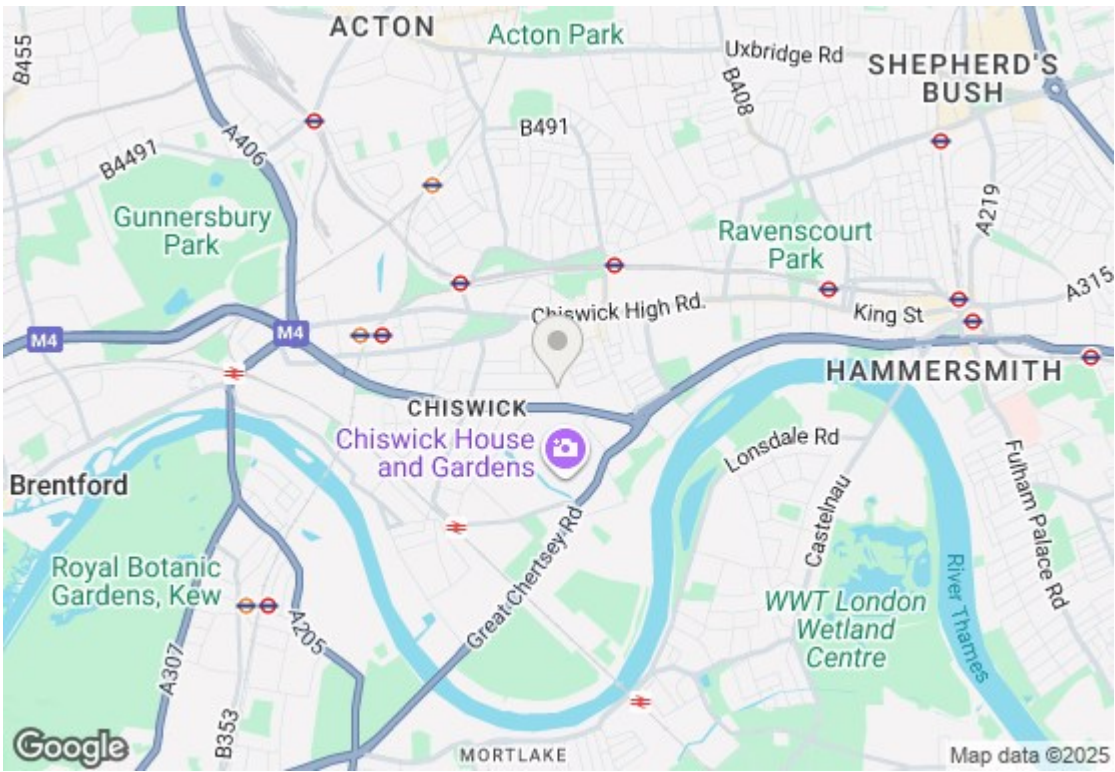 ACTON
Acton Park
Uxbridge Rd
SHEPHERD'S
BUSH
B455
B408
B491
A406
B4491
A219
Gunnersbury
Park
Ravenscourt
Park
A315
Chiswick High Rd.
King St
M4
M4
HAMMERSMITH
CHISWICK
Chiswick House
and Gardens
Lonsdale Rd
Brentford
Castelnau
Fulham Palace Rd
Great Chertsey Rd
Royal Botanic
Gardens, Kew
River Thames
WWT London
Wetland
Centre
A205
A307
B353
MORTLAKE
Google
Map data ©2025